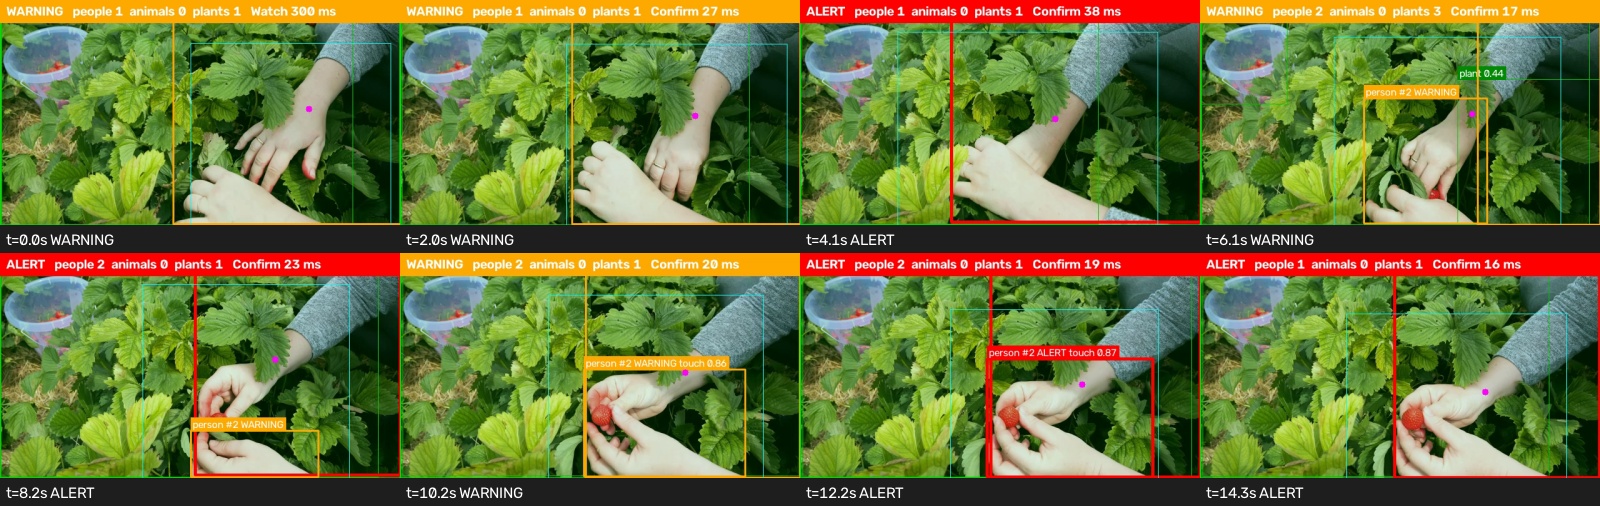 WARNING people 1 animals 0 plants 1 Watch 300 ms
t=0.0s WARNING
WARNING people 1 animals 0 plants 1 Confirm 27 ms
t=2.0s WARNING
ALERT people 1 animals 0 plants 1 Confirm 38 ms
t=4.1s ALERT
WARNING people 2 animals 0 plants 3 Confirm 17 ms
plant 0.44
person #2 WARNING
t=6.1s WARNING
ALERT people 2 animals 0 plants 1 Confirm 23 ms
person #2 WARNING
t=8.2s ALERT
WARNING people 2 animals 0 plants 1 Confirm 20 ms
person #2 WARNING touch 0.86
t=10.2s WARNING
ALERT people 2 animals 0 plants 1 Confirm 19 ms
person #2 ALERT touch 0.87
t=12.2s ALERT
ALERT people 1 animals 0 plants 1 Confirm 16 ms
t=14.3s ALERT